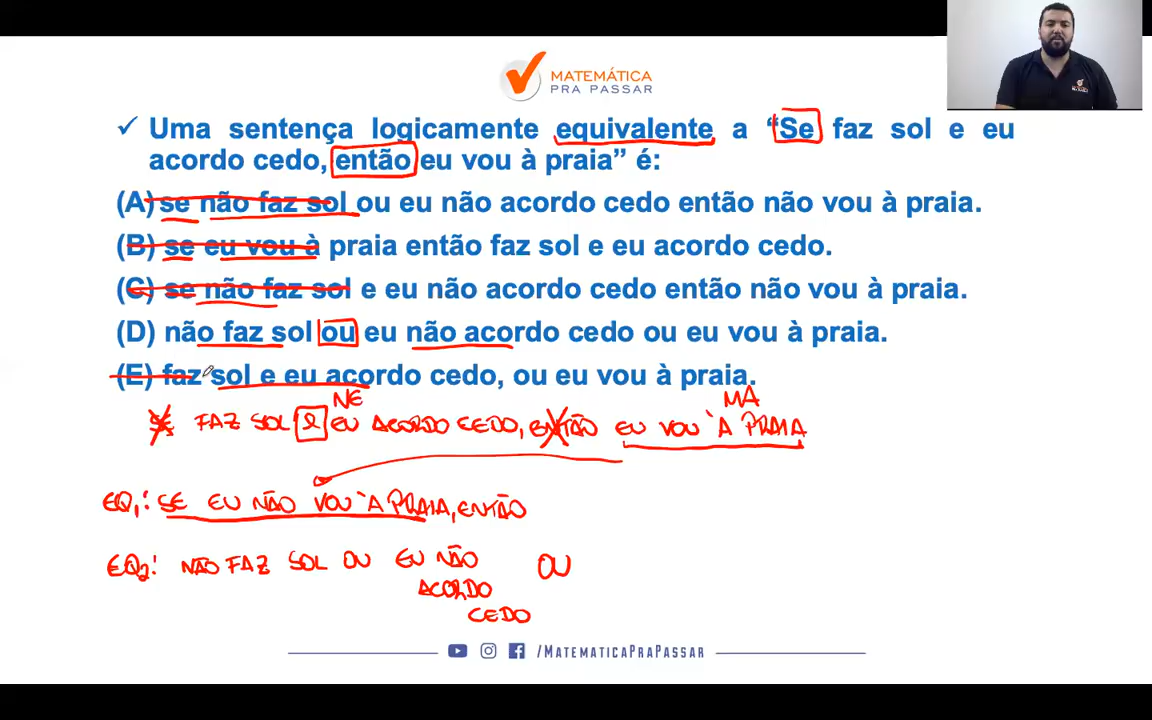 MATEMÁTICA
PRA PASSAR
✓ Uma sentença logicamente equivalente a “Se faz sol e eu
acordo cedo, então eu vou à praia” é:
(A) se não faz sol ou eu não acordo cedo então não vou à praia.
(B) se eu vou à praia então faz sol e eu acordo cedo.
(C) se não faz sol e eu não acordo cedo então não vou à praia.
(D) não faz sol ou eu não acordo cedo ou eu vou à praia.
(E) faz sol e eu acordo cedo, ou eu vou à praia.
NE MA
SE FAZ SOL e EU ACORDO CEDO, ENTÃO EU VOU À PRAIA
EQ1: SE EU NÃO VOU À PRAIA, ENTÃO
EQ2: NÃO FAZ SOL OU EU NÃO OU
ACORDO
CEDO
/MATEMATICAPRAPASSAR